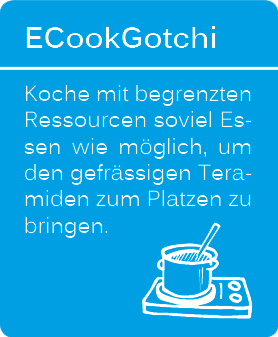 ECookGotchi
Koche mit begrenzten
Ressourcen soviel Es-
sen wie möglich, um
den gefrässigen Tera-
miden zum Platzen zu
bringen.